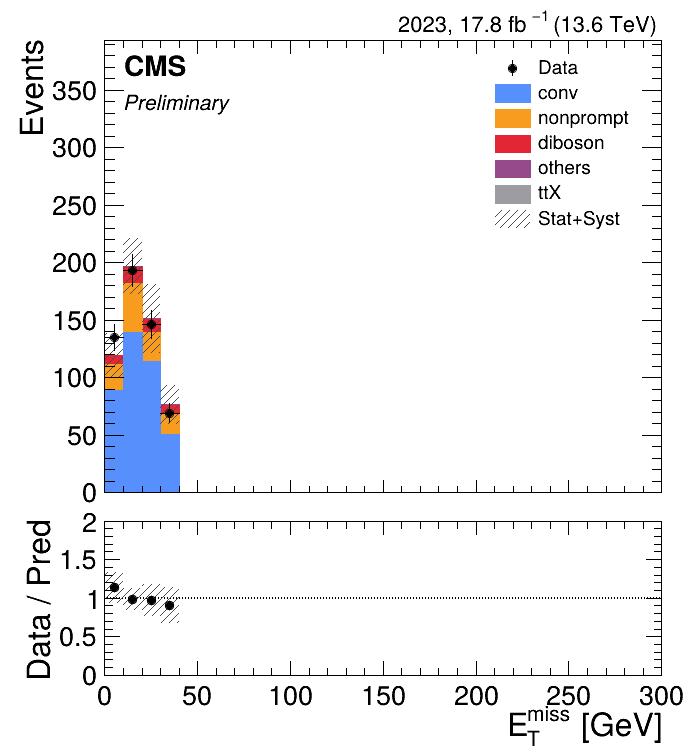 2023, 17.8 fb⁻¹ (13.6 TeV)
CMS
Preliminary
Events
350
300
250
200
150
100
50
0
Data
conv
nonprompt
diboson
others
ttX
Stat+Syst
Data / Pred
2
1.5
1
0.5
0
0 50 100 150 200 250 300
E_T^miss [GeV]